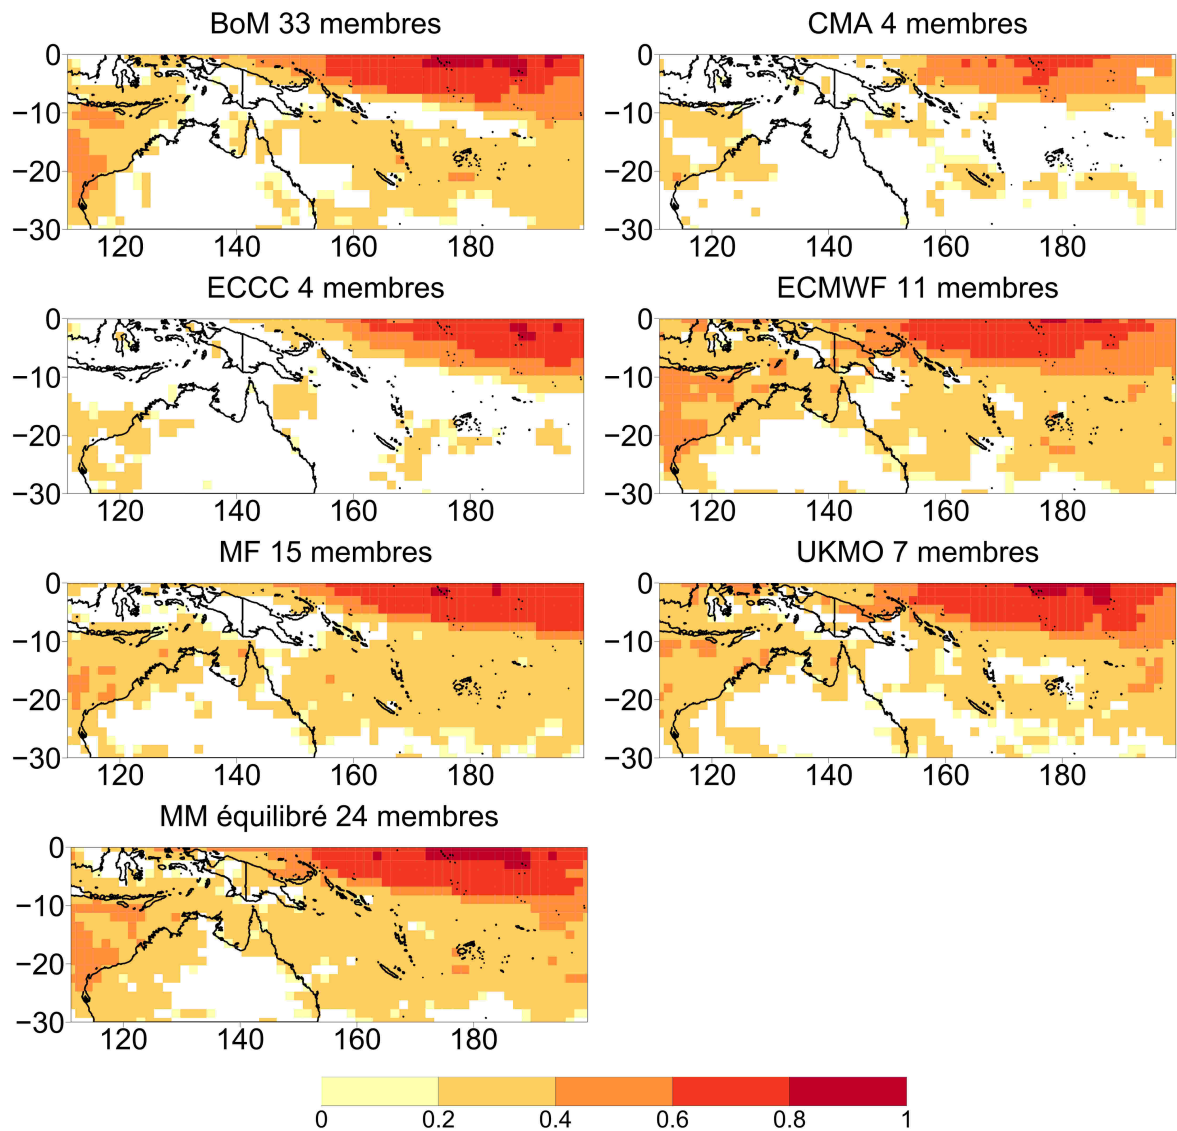 BoM 33 membres
CMA 4 membres
0
−10
−20
−30
120 140 160 180
0
−10
−20
−30
120 140 160 180
ECCC 4 membres
ECMWF 11 membres
0
−10
−20
−30
120 140 160 180
0
−10
−20
−30
120 140 160 180
MF 15 membres
UKMO 7 membres
0
−10
−20
−30
120 140 160 180
0
−10
−20
−30
120 140 160 180
MM équilibré 24 membres
0
−10
−20
−30
120 140 160 180
0 0.2 0.4 0.6 0.8 1